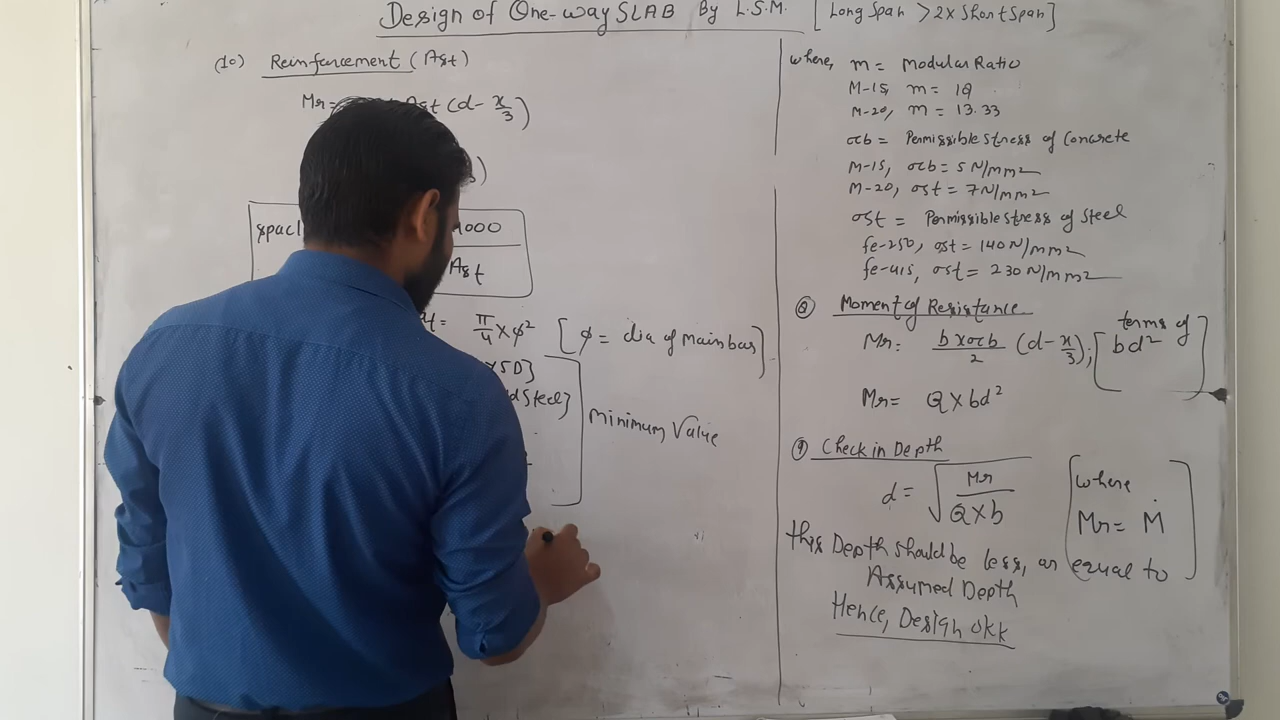 Design of One-way SLAB By L.S.M. [Long Span > 2x Short Span]
(10) Reinforcement (Ast)
Mr= Ast (d- x/3)
)
spaci 1000
Ast
= π/4 x φ² [φ = dia of main bar]
x5D}
d Steel}
Minimum Value
where, m = Modular Ratio
M-15, m = 19
M-20, m = 13.33
σcb = Permissible stress of Concrete
M-15, σcb = 5 N/mm²
M-20, σst = 7 N/mm²
σst = Permissible stress of Steel
fe-250, σst = 140 N/mm²
fe-415, σst = 230 N/mm²
(8) Moment of Resistance
Mr= b x σcb / 2 (d- x/3); [terms of bd²]
Mr= Q x bd²
(9) Check in Depth
d = √(Mr / Q x b) [where Mr = M]
this Depth should be less, or equal to
Assumed Depth
Hence, Design okk